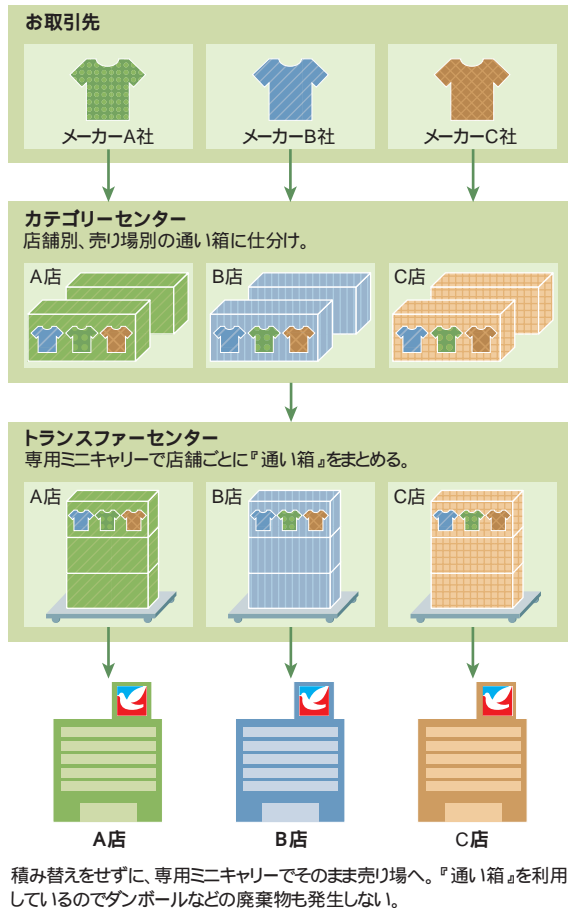 お取引先
メーカーA社 メーカーB社 メーカーC社
カテゴリーセンター
店舗別、売り場別の通い箱に仕分け。
A店 B店 C店
トランスファーセンター
専用ミニキャリーで店舗ごとに『通い箱』をまとめる。
A店 B店 C店
A店 B店 C店
積み替えをせずに、専用ミニキャリーでそのまま売り場へ。『通い箱』を利用
しているのでダンボールなどの廃棄物も発生しない。